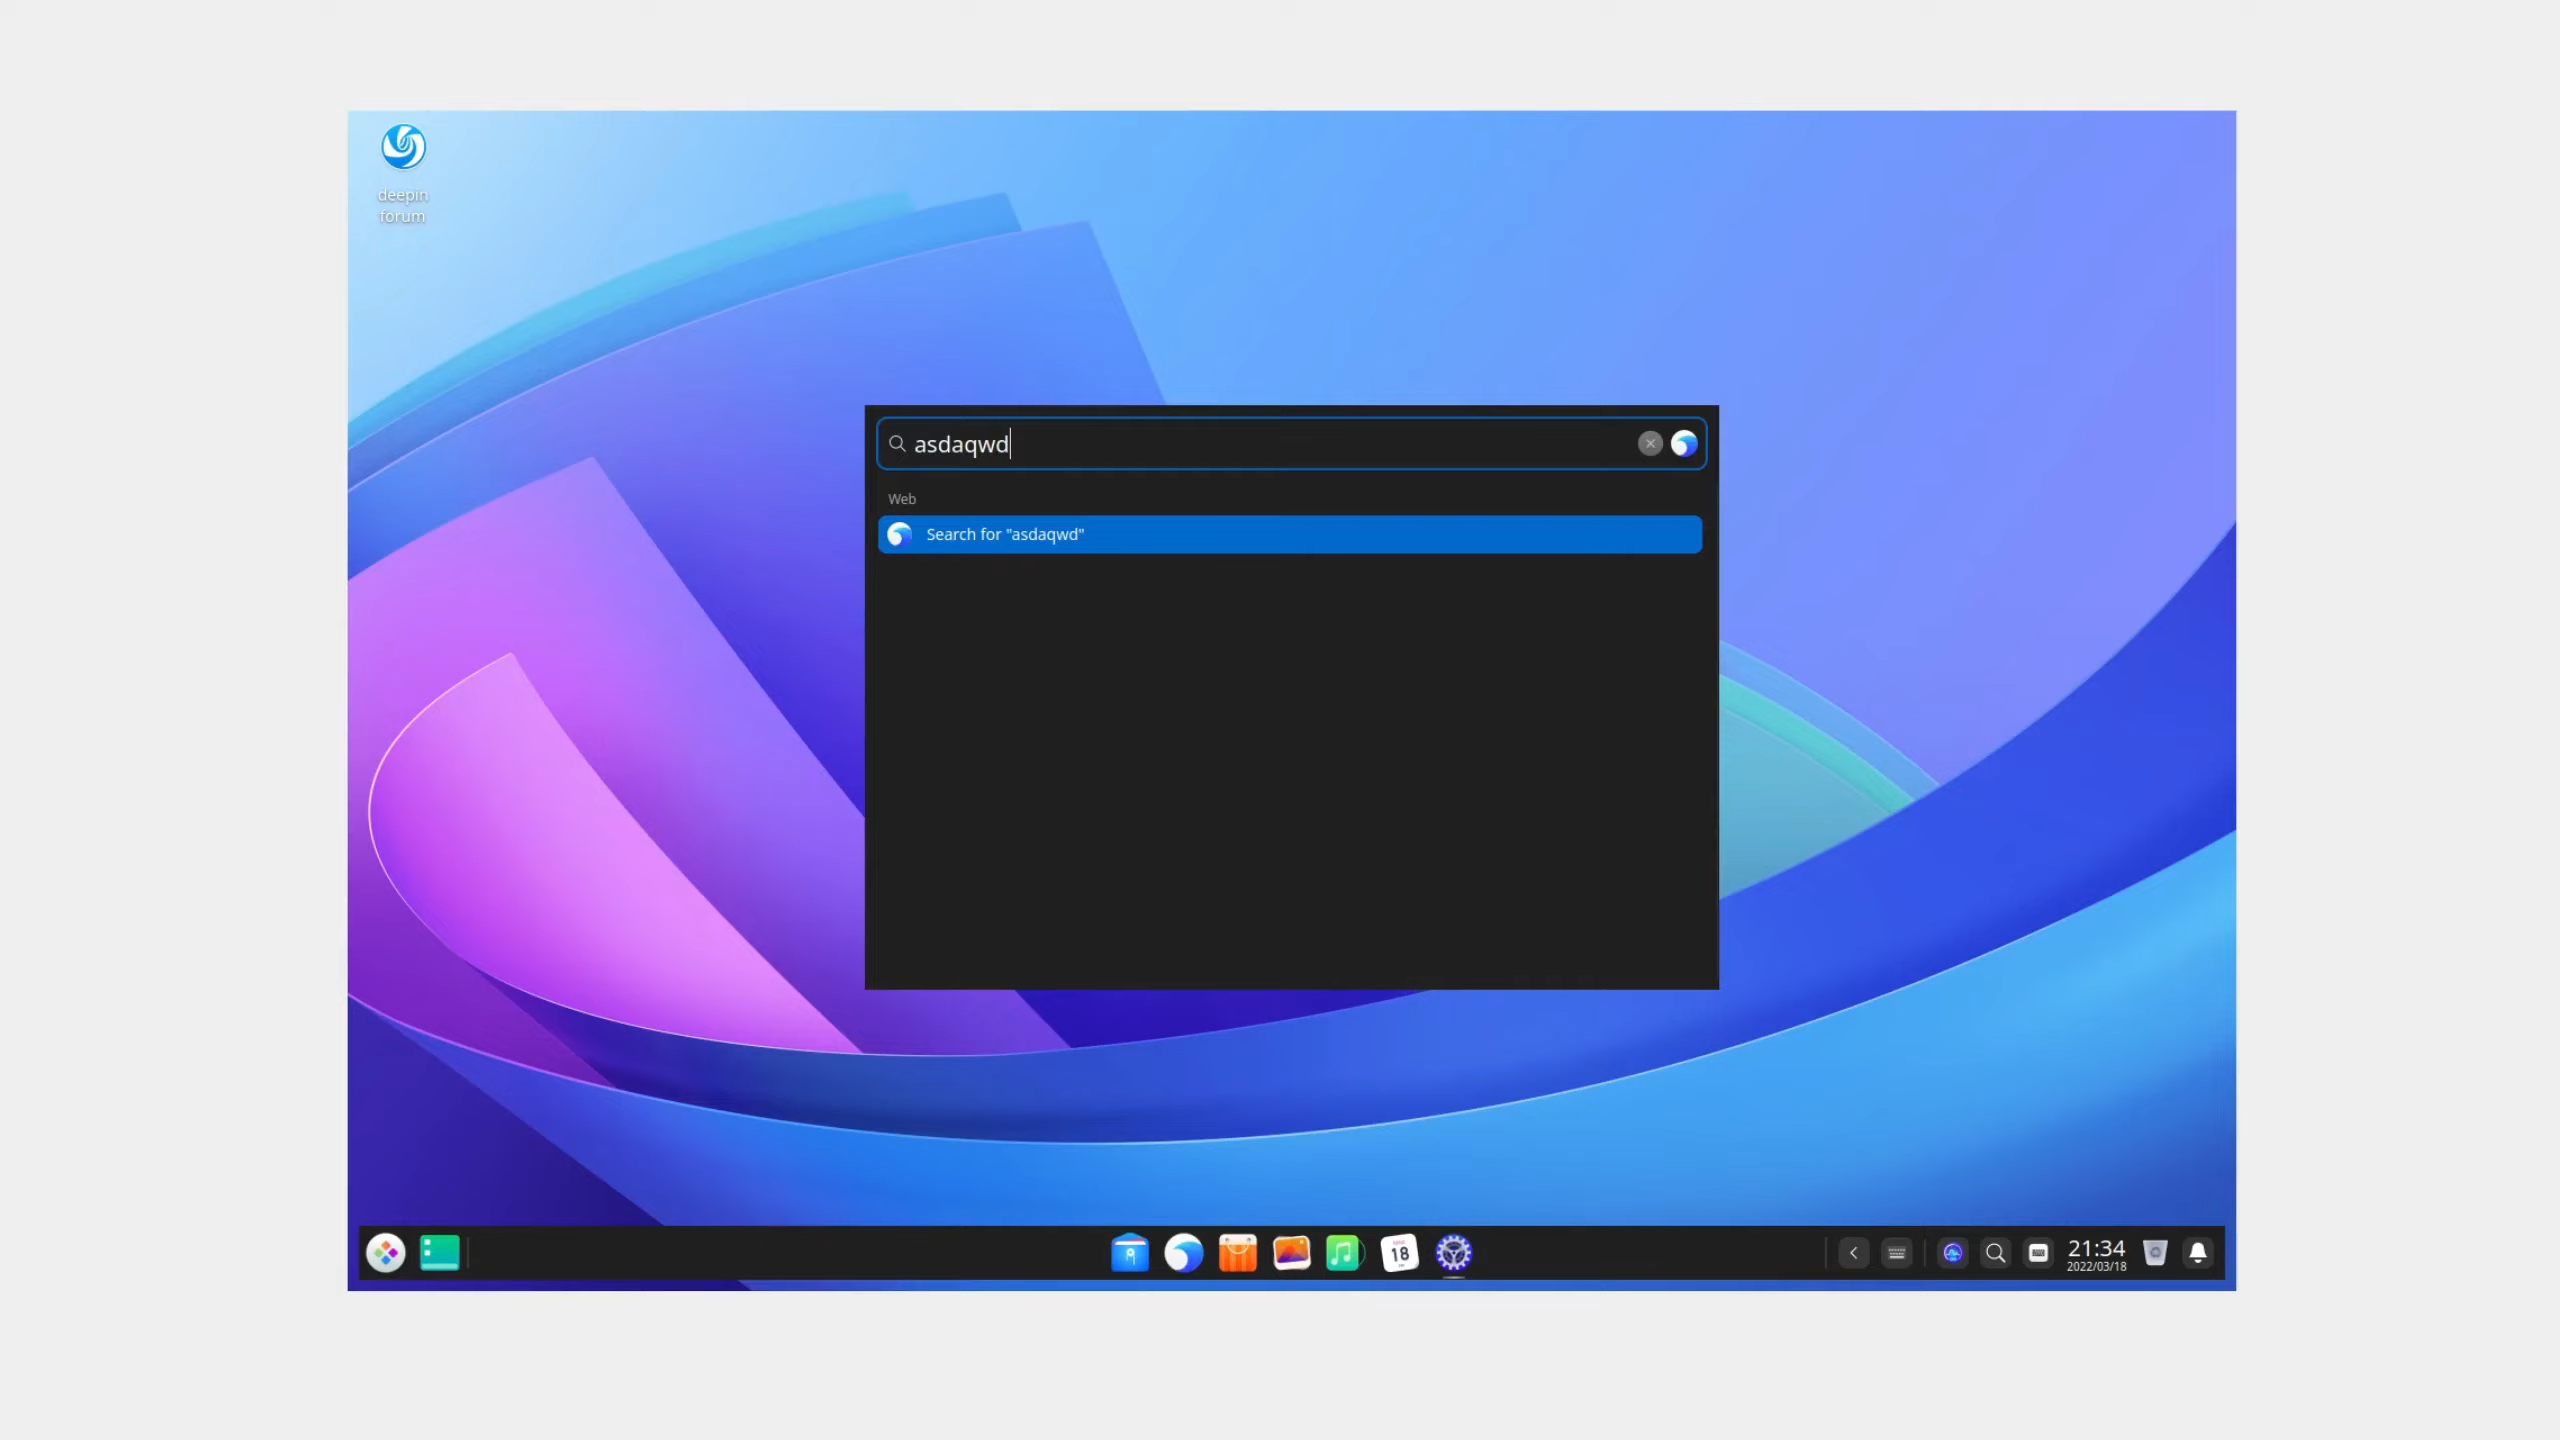 deepin
forum
asdaqwd
Web
Search for "asdaqwd"
18
21:34
2022/03/18